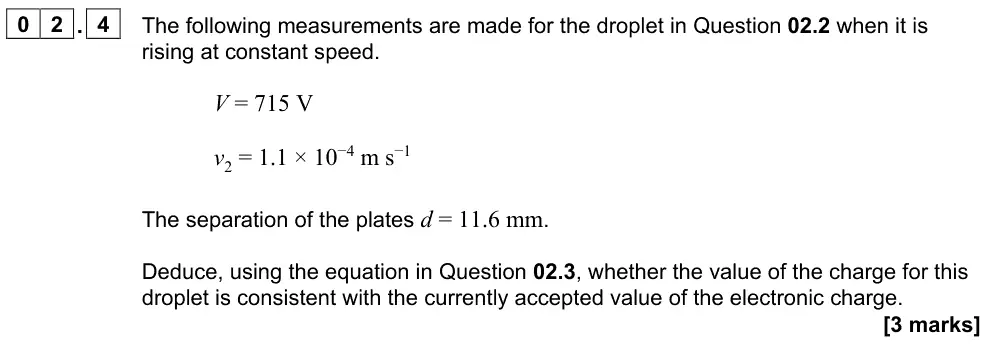 02.4 The following measurements are made for the droplet in Question 02.2 when it is
rising at constant speed.
V = 715 V
v₂ = 1.1 × 10⁻⁴ m s⁻¹
The separation of the plates d = 11.6 mm.
Deduce, using the equation in Question 02.3, whether the value of the charge for this
droplet is consistent with the currently accepted value of the electronic charge.
[3 marks]